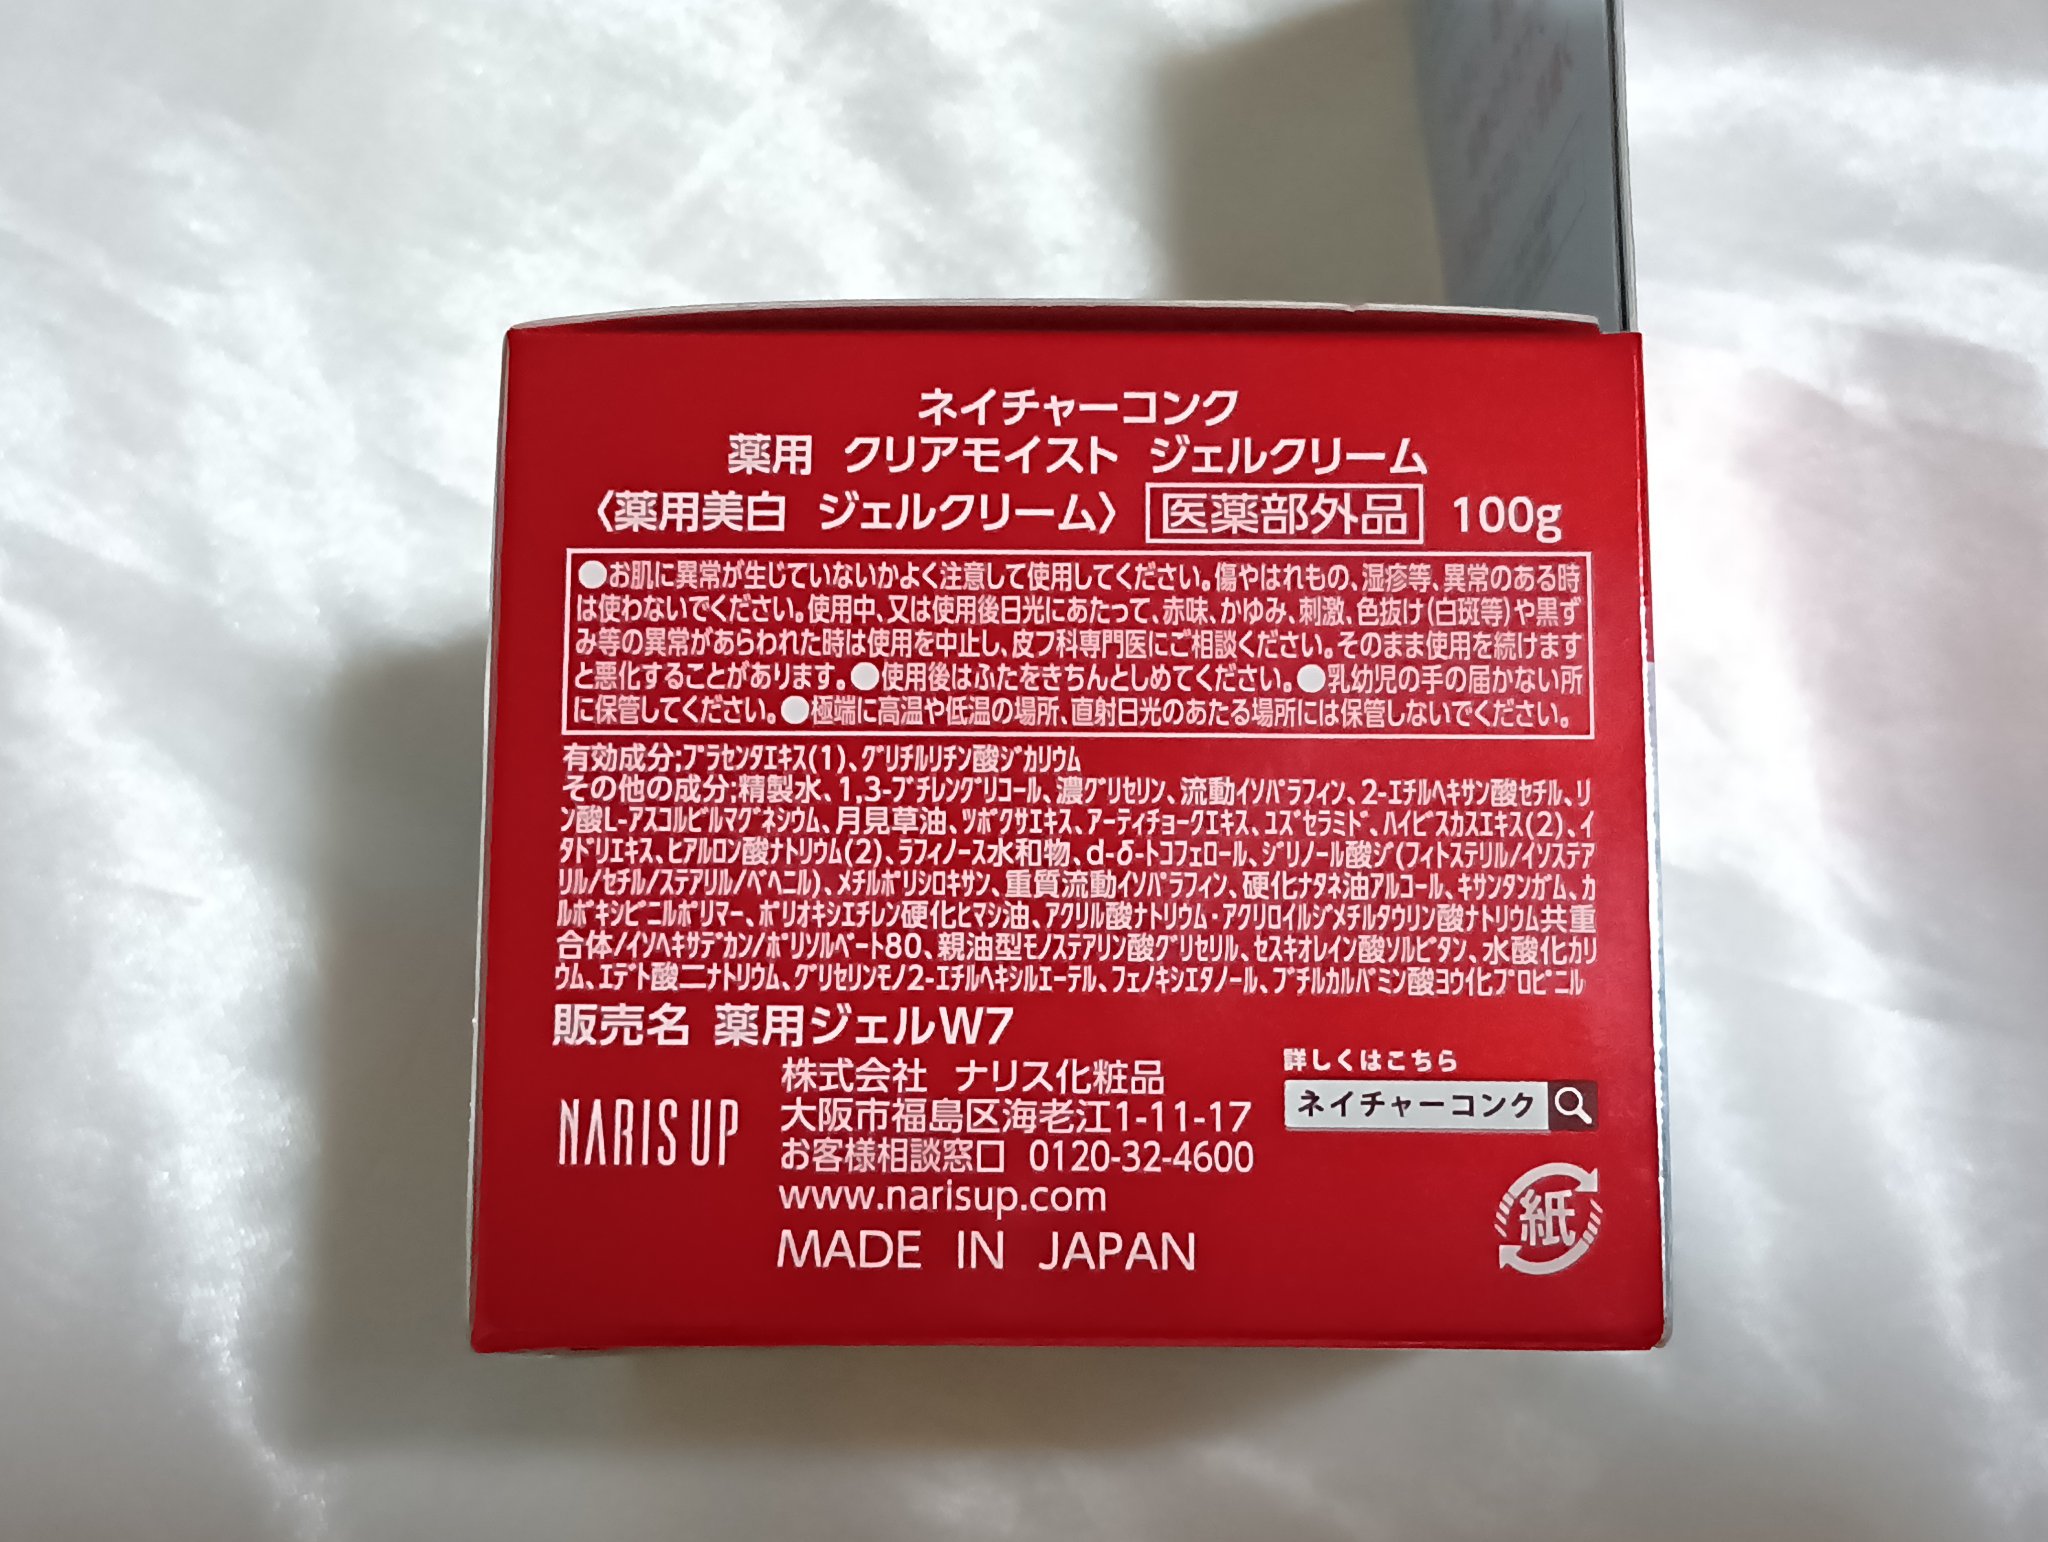 ネイチャーコンク
薬用 クリアモイスト ジェルクリーム
〈薬用美白 ジェルクリーム〉 医薬部外品 100g
●お肌に異常が生じていないかよく注意して使用してください。傷やはれもの、湿疹等、異常のある時
は使わないでください。使用中、又は使用後日光にあたって、赤味、かゆみ、刺激、色抜け(白斑等)や黒ず
み等の異常があらわれた時は使用を中止し、皮フ科専門医にご相談ください。そのまま使用を続けます
と悪化することがあります。●使用後はふたをきちんとしめてください。●乳幼児の手の届かない所
に保管してください。●極端に高温や低温の場所、直射日光のあたる場所には保管しないでください。
有効成分;プラセンタエキス(1)、グリチルリチン酸ジカリウム
その他の成分;精製水、1,3-ブチレングリコール、濃グリセリン、流動イソパラフィン、2-エチルヘキサン酸セチル、リ
ン酸L-アスコルビルマグネシウム、月見草油、ツボクサエキス、アーティチョークエキス、ユズセラミド、ハイビスカスエキス(2)、イ
タドリエキス、ヒアルロン酸ナトリウム(2)、ラフィノース水和物、d-δ-トコフェロール、ジリノール酸ジ(フィトステリル/イソステア
リル/セチル/ステアリル/ベヘニル)、メチルポリシロキサン、重質流動イソパラフィン、硬化ナタネ油アルコール、キサンタンガム、カ
ルボキシビニルポリマー、ポリオキシエチレン硬化ヒマシ油、アクリル酸ナトリウム・アクリロイルジメチルタウリン酸ナトリウム共重
合体/イソヘキサデカン/ポリソルベート80、親油型モノステアリン酸グリセリル、セスキオレイン酸ソルビタン、水酸化カリ
ウム、エデト酸二ナトリウム、グリセリンモノ2-エチルヘキシルエーテル、フェノキシエタノール、ブチルカルバミン酸ヨウ化プロピニル
販売名 薬用ジェルW7
株式会社 ナリス化粧品
NARIS UP 大阪市福島区海老江1-11-17
お客様相談窓口 0120-32-4600
www.narisup.com
MADE IN JAPAN
詳しくはこちら
ネイチャーコンク
紙